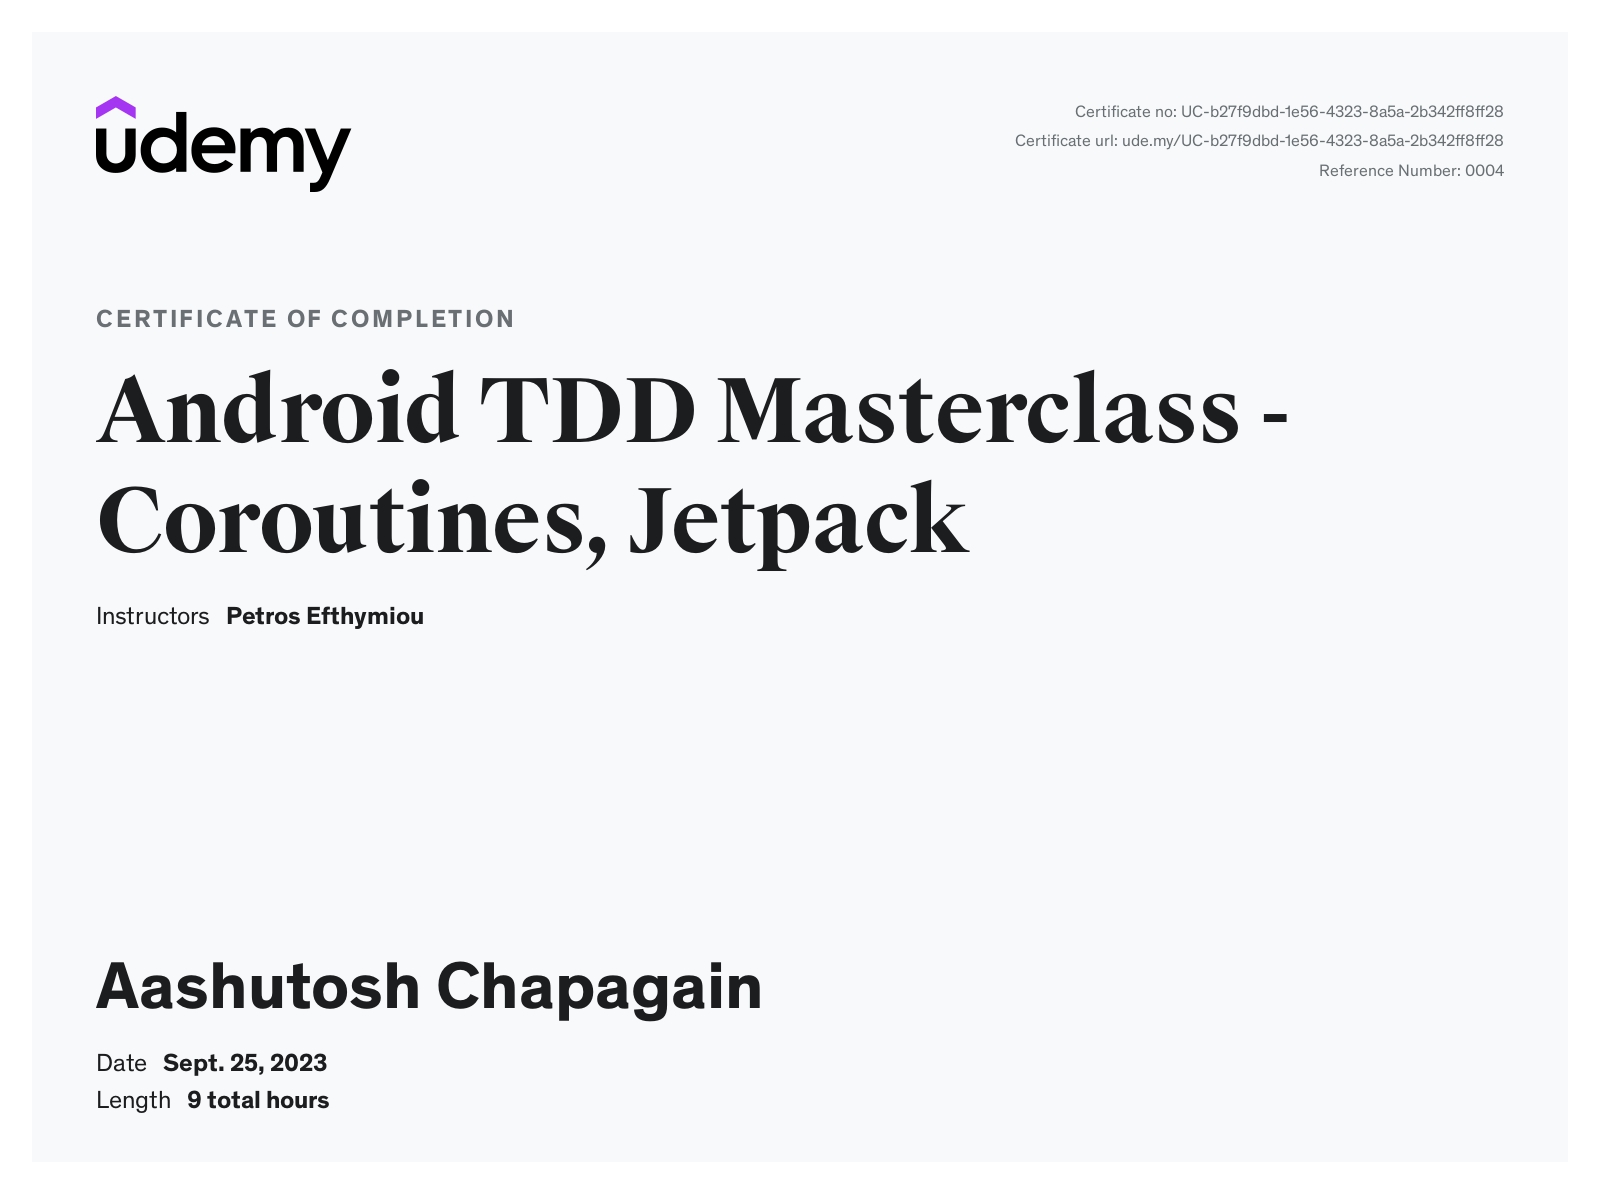 udemy
Certificate no: UC-b27f9dbd-1e56-4323-8a5a-2b342ff8ff28
Certificate url: ude.my/UC-b27f9dbd-1e56-4323-8a5a-2b342ff8ff28
Reference Number: 0004
CERTIFICATE OF COMPLETION
Android TDD Masterclass -
Coroutines, Jetpack
Instructors Petros Efthymiou
Aashutosh Chapagain
Date Sept. 25, 2023
Length 9 total hours